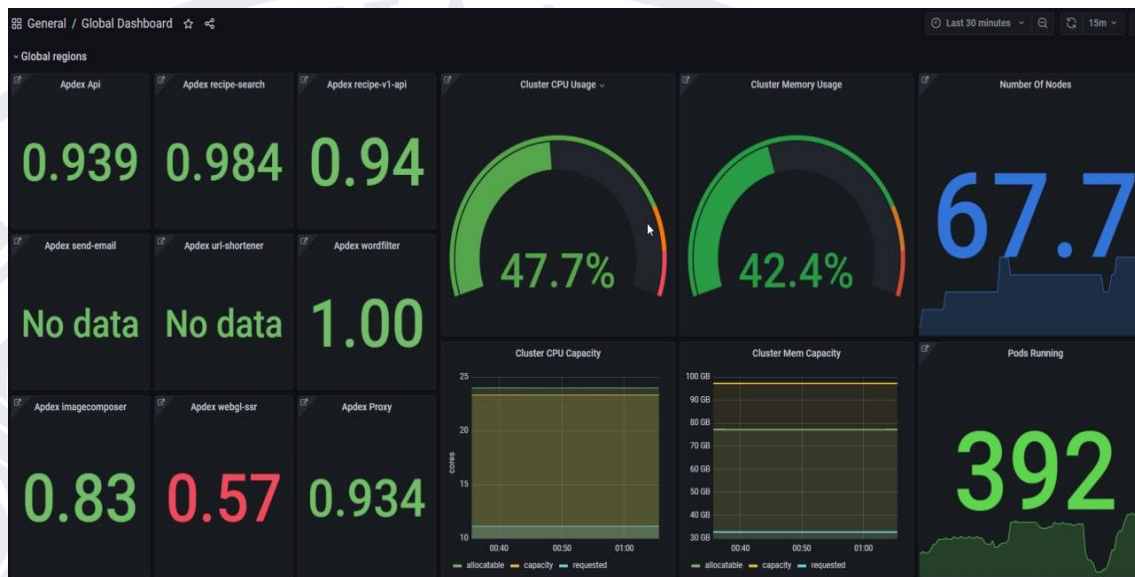 General / Global Dashboard
Last 30 minutes
15m
Global regions
Apdex Api
0.939
Apdex recipe-search
0.984
Apdex recipe-v1-api
0.94
Cluster CPU Usage
47.7%
Cluster Memory Usage
42.4%
Number Of Nodes
67.7
Apdex send-email
No data
Apdex url-shortener
No data
Apdex wordfilter
1.00
Cluster CPU Capacity
25
20
15
10
cores
00:40 00:50 01:00
allocatable capacity requested
Cluster Mem Capacity
100 GB
90 GB
80 GB
70 GB
60 GB
50 GB
40 GB
30 GB
00:40 00:50 01:00
allocatable capacity requested
Pods Running
392
Apdex imagecomposer
0.83
Apdex webgl-ssr
0.57
Apdex Proxy
0.934